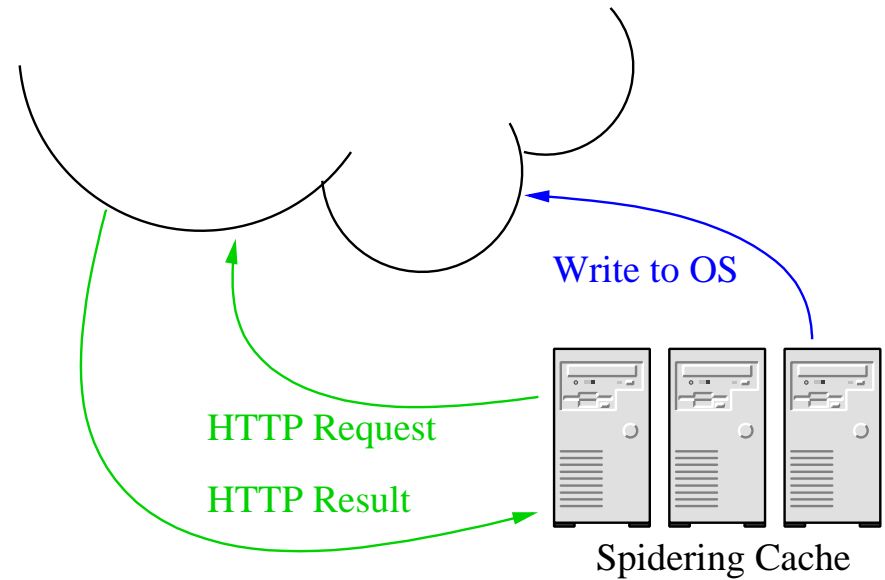 Write to OS
HTTP Request
HTTP Result
Spidering Cache